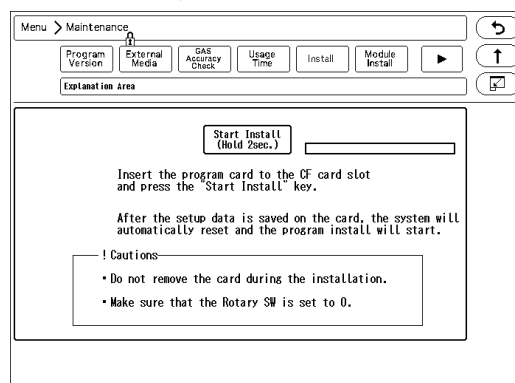 Menu > Maintenance
Program Version
External Media
GAS Accuracy Check
Usage Time
Install
Module Install
Explanation Area
Start Install
(Hold 2sec.)
Insert the program card to the CF card slot
and press the "Start Install" key.
After the setup data is saved on the card, the system will
automatically reset and the program install will start.
! Cautions
▪ Do not remove the card during the installation.
▪ Make sure that the Rotary SW is set to 0.